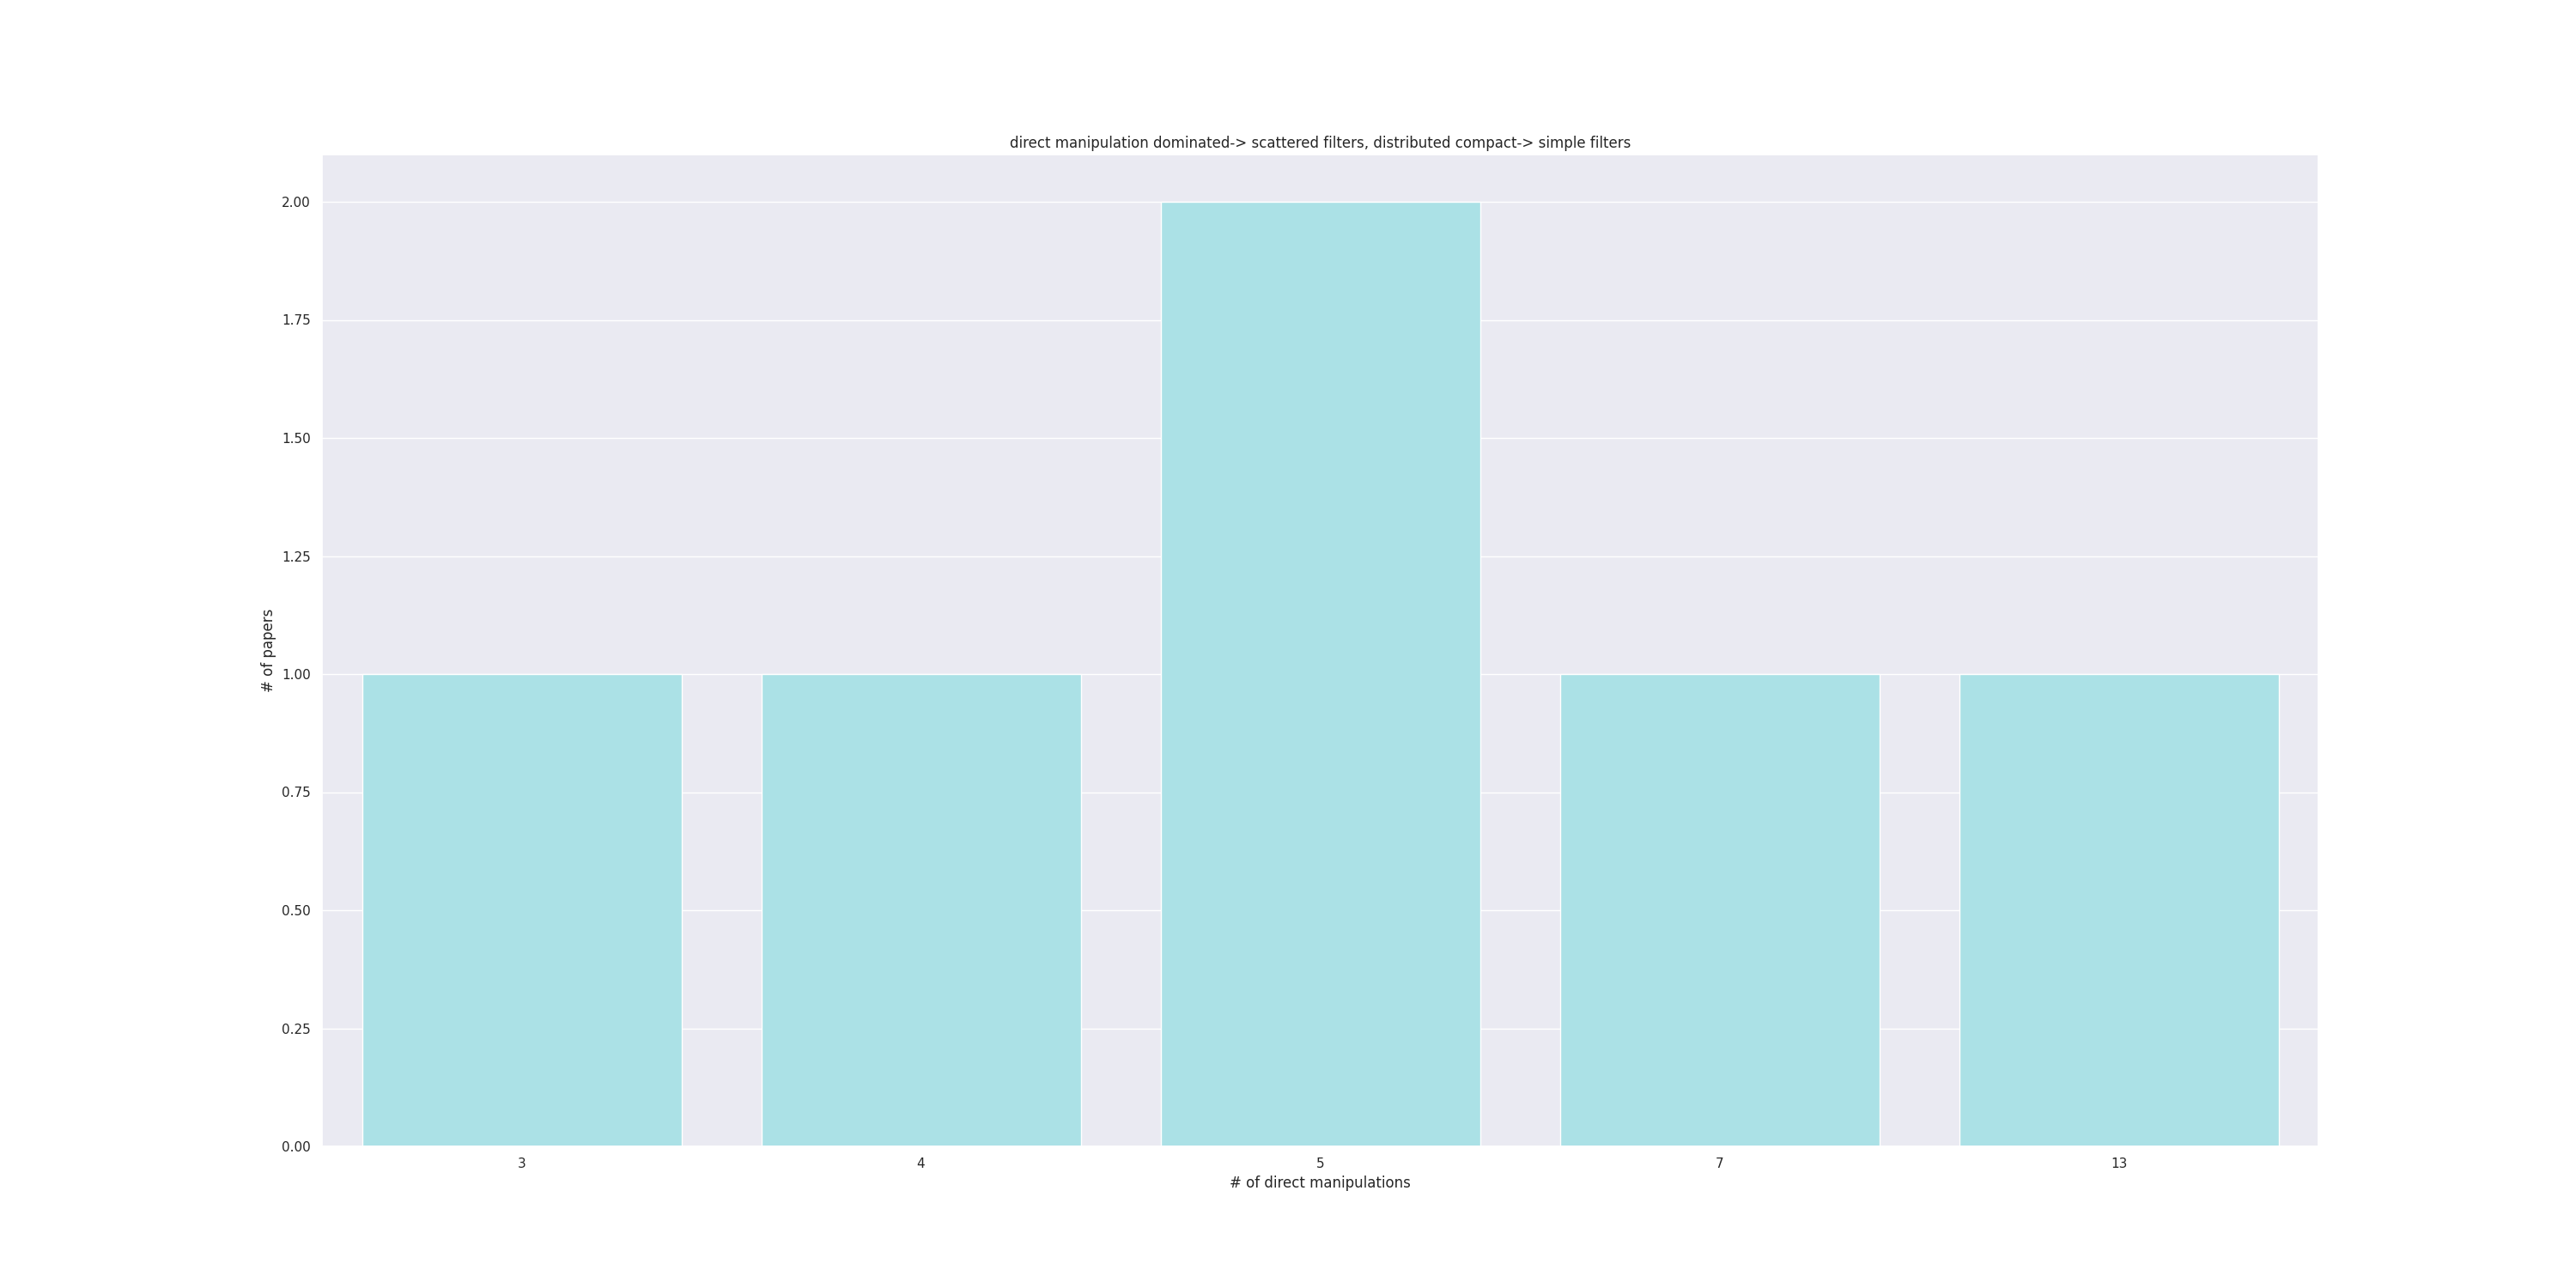 direct manipulation dominated-> scattered filters, distributed compact-> simple filters
2.00
1.75
1.50
1.25
1.00
0.75
0.50
0.25
0.00
# of papers
3 4 5 7 13
# of direct manipulations